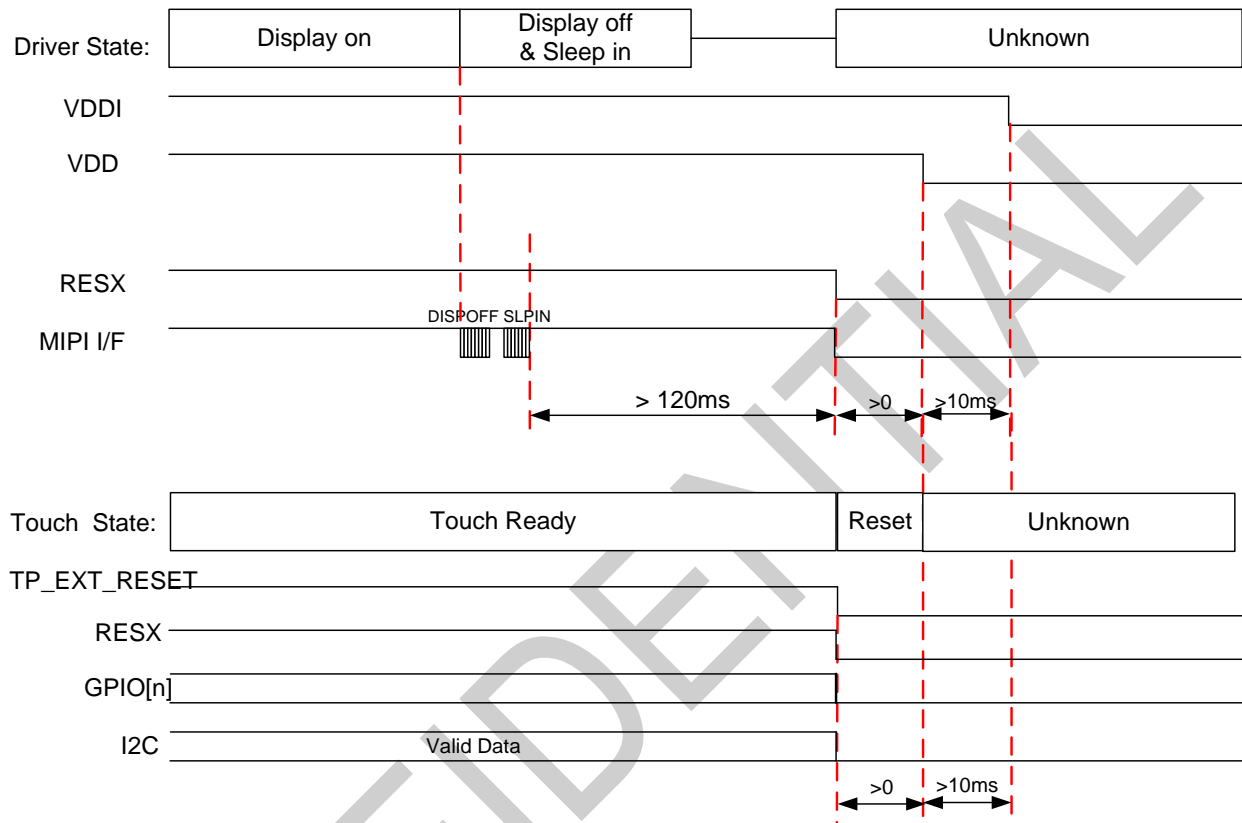 Driver State:
Display on
Display off
& Sleep in
Unknown
VDDI
VDD
RESX
DISPOFF SLPIN
MIPI I/F
> 120ms
>0
>10ms
Touch State:
Touch Ready
Reset
Unknown
TP_EXT_RESET
RESX
GPIO[n]
I2C
Valid Data
>0
>10ms
FIDENTIAL